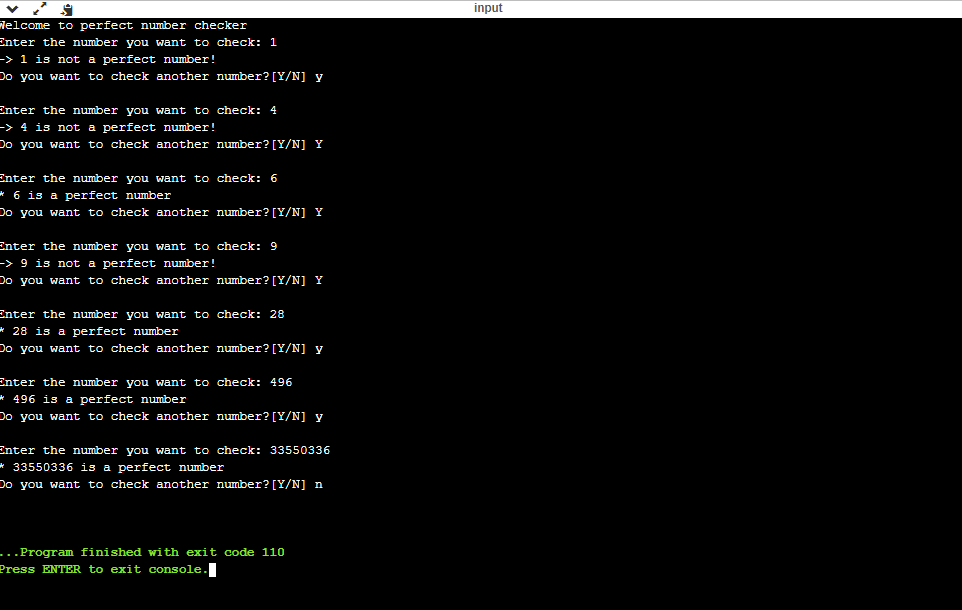 input
Welcome to perfect number checker
Enter the number you want to check: 1
-> 1 is not a perfect number!
Do you want to check another number?[Y/N] y
Enter the number you want to check: 4
-> 4 is not a perfect number!
Do you want to check another number?[Y/N] Y
Enter the number you want to check: 6
* 6 is a perfect number
Do you want to check another number?[Y/N] Y
Enter the number you want to check: 9
-> 9 is not a perfect number!
Do you want to check another number?[Y/N] Y
Enter the number you want to check: 28
* 28 is a perfect number
Do you want to check another number?[Y/N] y
Enter the number you want to check: 496
* 496 is a perfect number
Do you want to check another number?[Y/N] y
Enter the number you want to check: 33550336
* 33550336 is a perfect number
Do you want to check another number?[Y/N] n
...Program finished with exit code 110
Press ENTER to exit console.